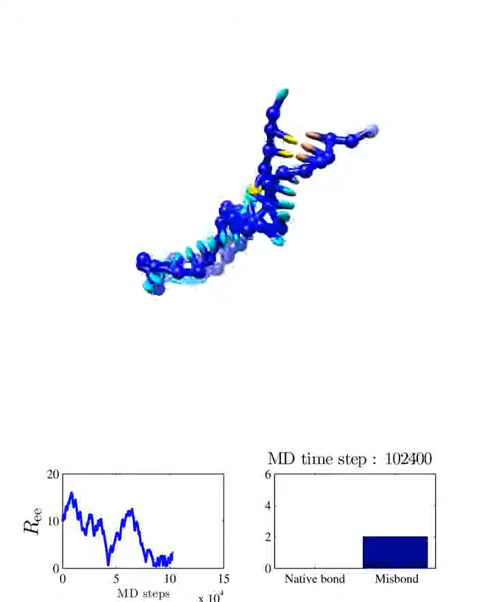 MD time step : 102400
20
10
0
R_ee
0
5
10
15
MD steps
x 10^4
6
4
2
0
Native bond
Misbond